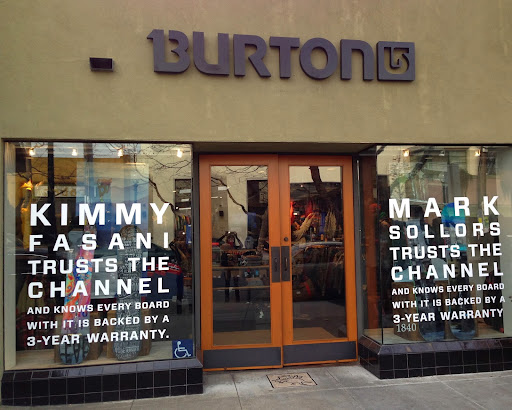 BURTON
KIMMY
FASANI
TRUSTS THE
CHANNEL
AND KNOWS EVERY BOARD
WITH IT IS BACKED BY A
3-YEAR WARRANTY.
MARK
SOLLORS
TRUSTS THE
CHANNEL
AND KNOWS EVERY BOARD
WITH IT IS BACKED BY A
3-YEAR WARRANTY
1840